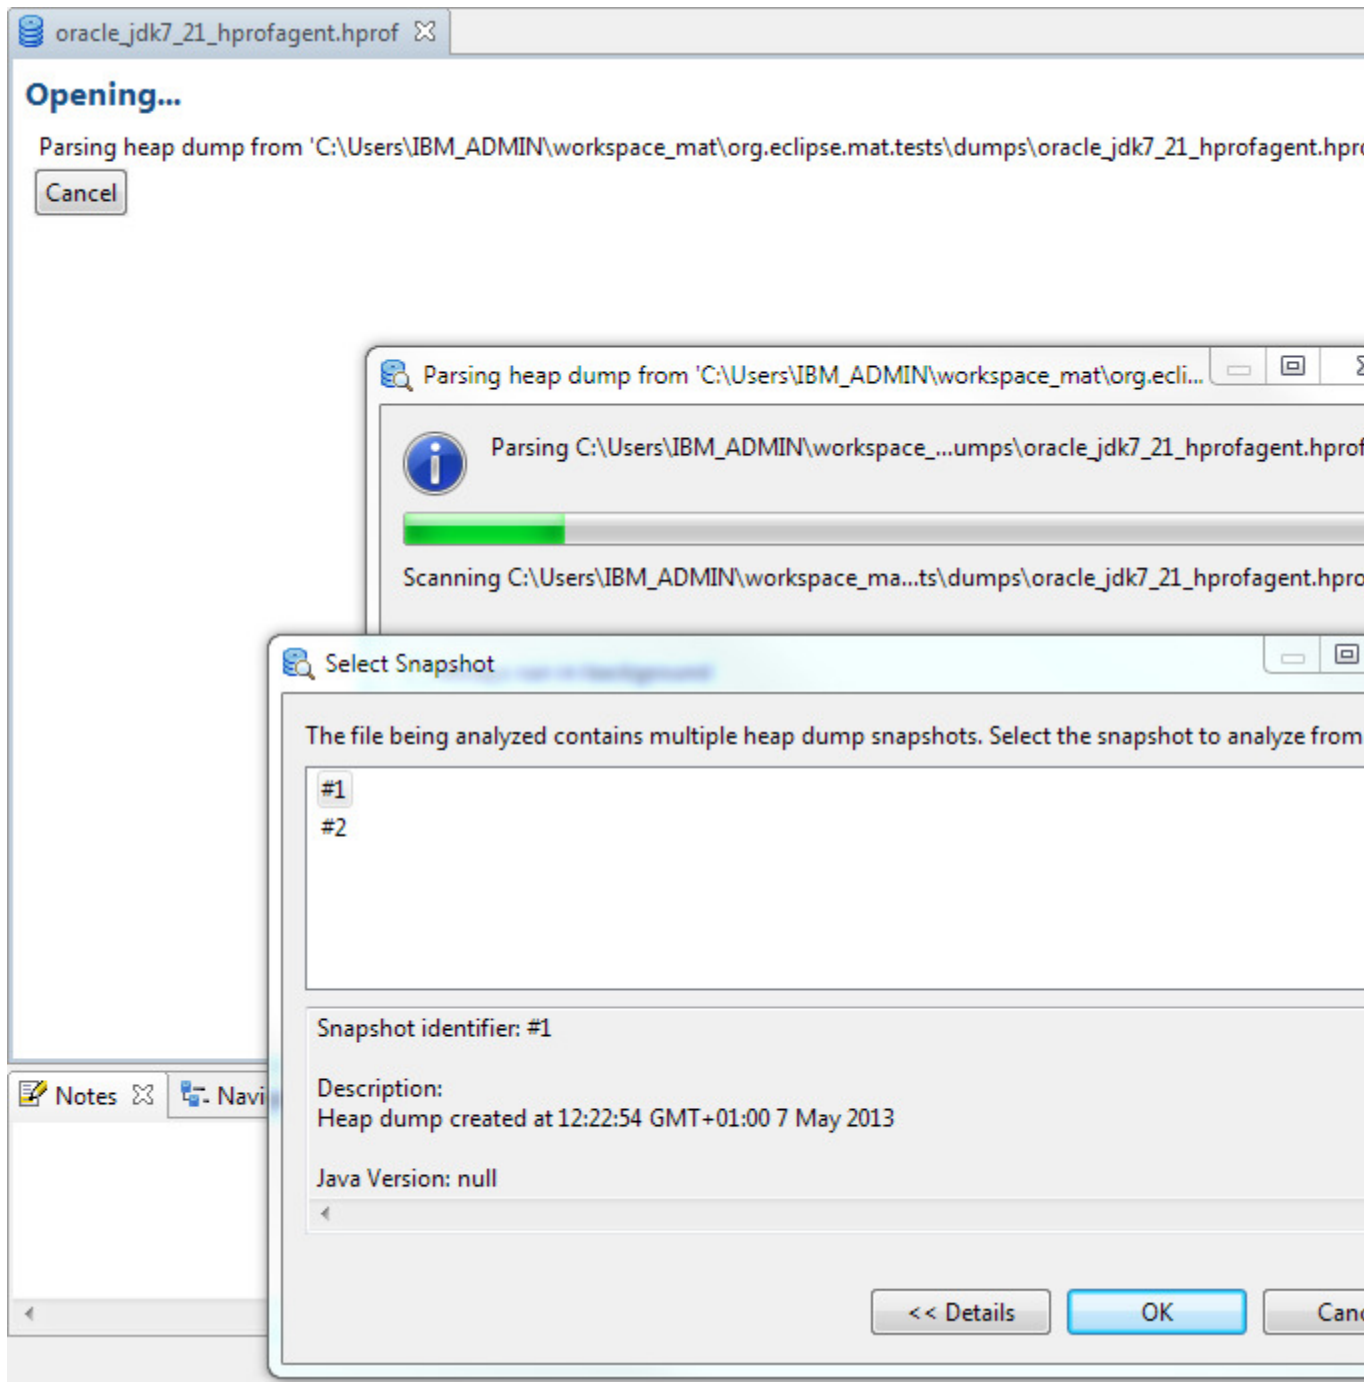 oracle_jdk7_21_hprofagent.hprof
Opening...
Parsing heap dump from 'C:\Users\IBM_ADMIN\workspace_mat\org.eclipse.mat.tests\dumps\oracle_jdk7_21_hprofagent.hpro
Cancel
Parsing heap dump from 'C:\Users\IBM_ADMIN\workspace_mat\org.ecli...
Parsing C:\Users\IBM_ADMIN\workspace_...umps\oracle_jdk7_21_hprofagent.hprof
Scanning C:\Users\IBM_ADMIN\workspace_ma...ts\dumps\oracle_jdk7_21_hprofagent.hpro
Select Snapshot
run in background
The file being analyzed contains multiple heap dump snapshots. Select the snapshot to analyze from
#1
#2
Snapshot identifier: #1
Description:
Heap dump created at 12:22:54 GMT+01:00 7 May 2013
Java Version: null
Notes
Navi
<< Details
OK
Canc